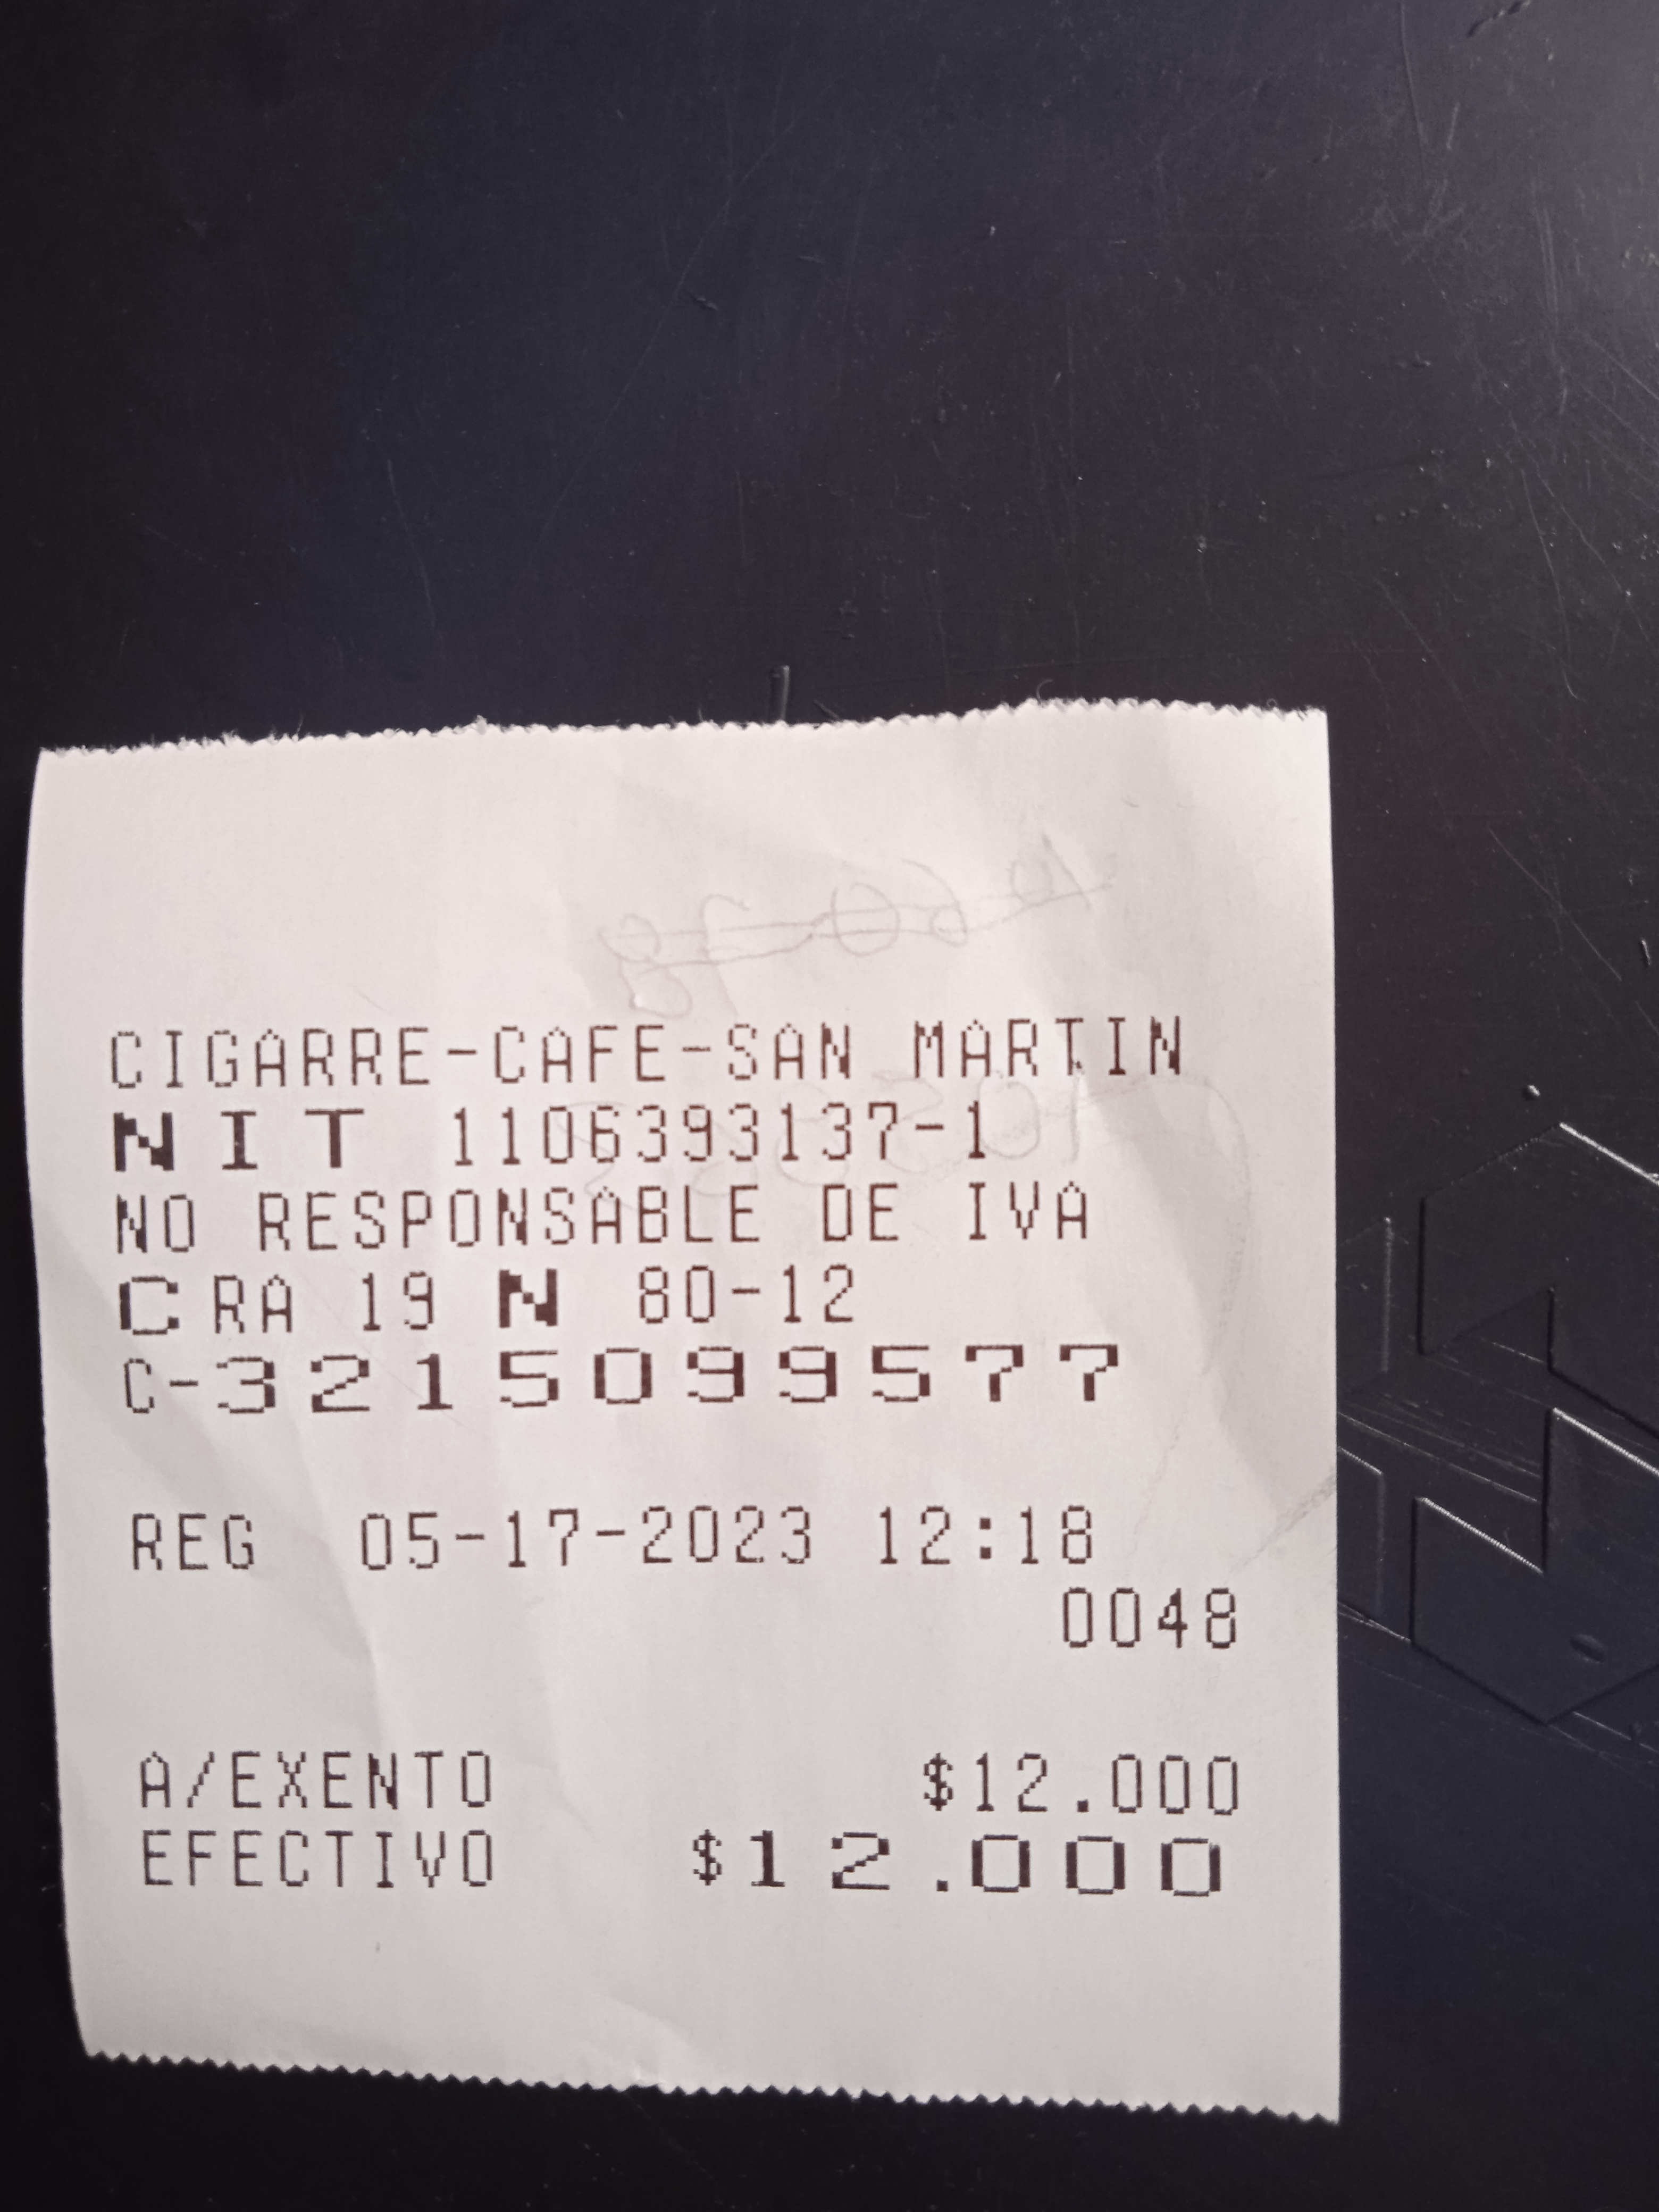 CIGARRE-CAFE-SAN MARTIN
NIT 1106393137-1
NO RESPONSABLE DE IVA
CRA 19 N 80-12
C-3215099577
REG 05-17-2023 12:18
0048
A/EXENTO $12.000
EFECTIVO $12.000